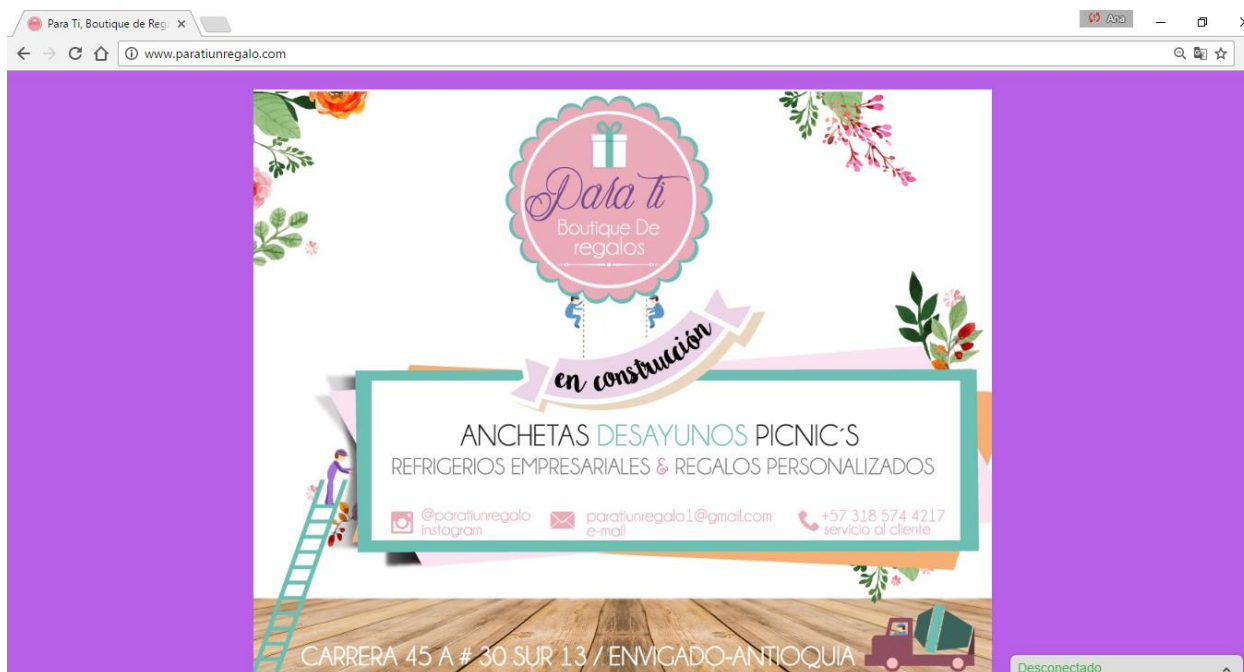 Para Ti, Boutique de Reg
Ana
www.paratiunregalo.com
Para ti
Boutique De
regalos
en construcción
ANCHETAS DESAYUNOS PICNIC´S
REFRIGERIOS EMPRESARIALES & REGALOS PERSONALIZADOS
@paratiunregalo
instagram
paratiunregalo1@gmail.com
e-mail
+57 318 574 4217
servicio al cliente
CARRERA 45 A # 30 SUR 13 / ENVIGADO-ANTIOQUIA
Desconectado